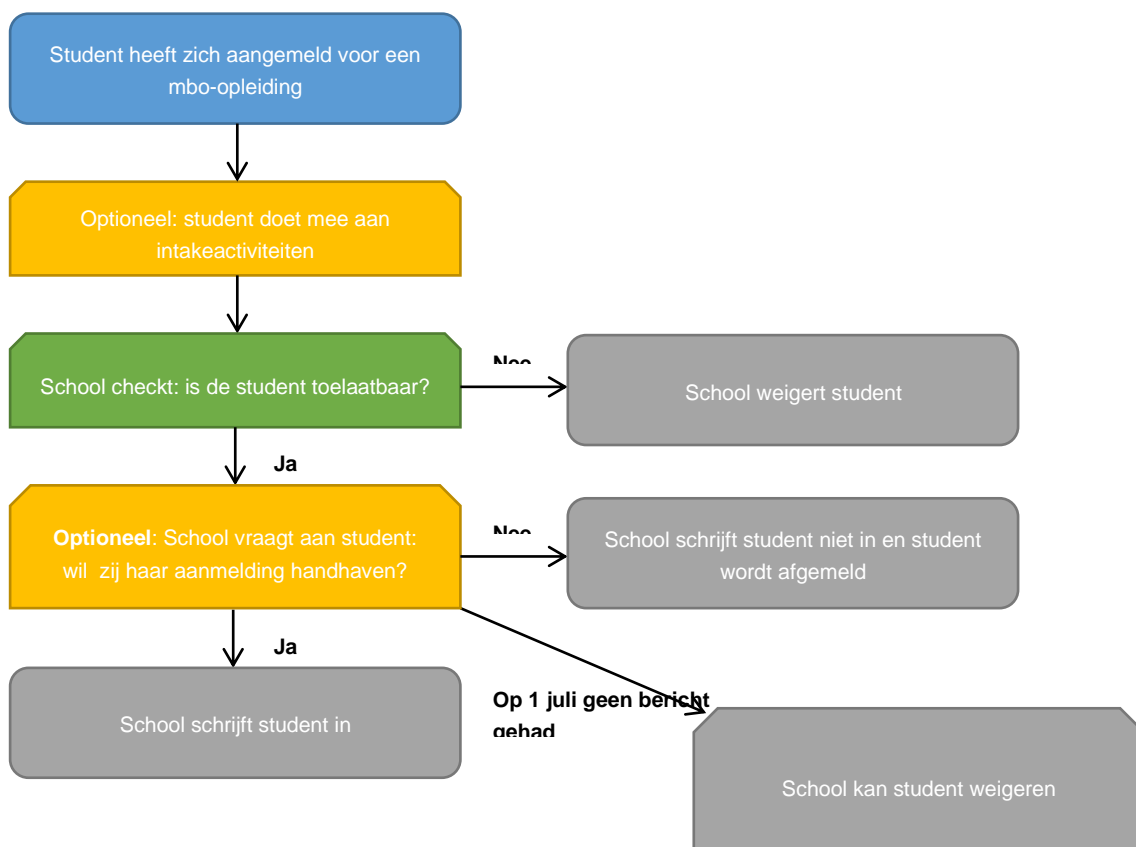 Student heeft zich aangemeld voor een
mbo-opleiding
Optioneel: student doet mee aan
intakeactiviteiten
School checkt: is de student toelaatbaar?
Nee
School weigert student
Ja
Optioneel: School vraagt aan student:
wil zij haar aanmelding handhaven?
Nee
School schrijft student niet in en student
wordt afgemeld
Ja
School schrijft student in
Op 1 juli geen bericht
gehad
School kan student weigeren